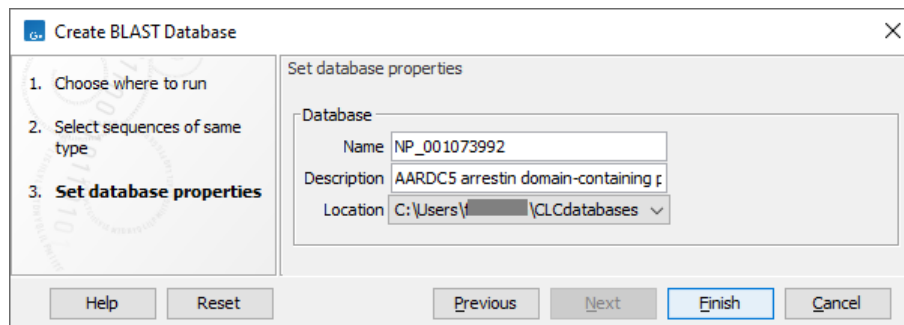 G.
Create BLAST Database
1. Choose where to run
2. Select sequences of same
type
3. Set database properties
Set database properties
Database
Name NP_001073992
Description AARDC5 arrestin domain-containing p
Location C:\Users\ \CLCdatabases
Help Reset Previous Next Finish Cancel